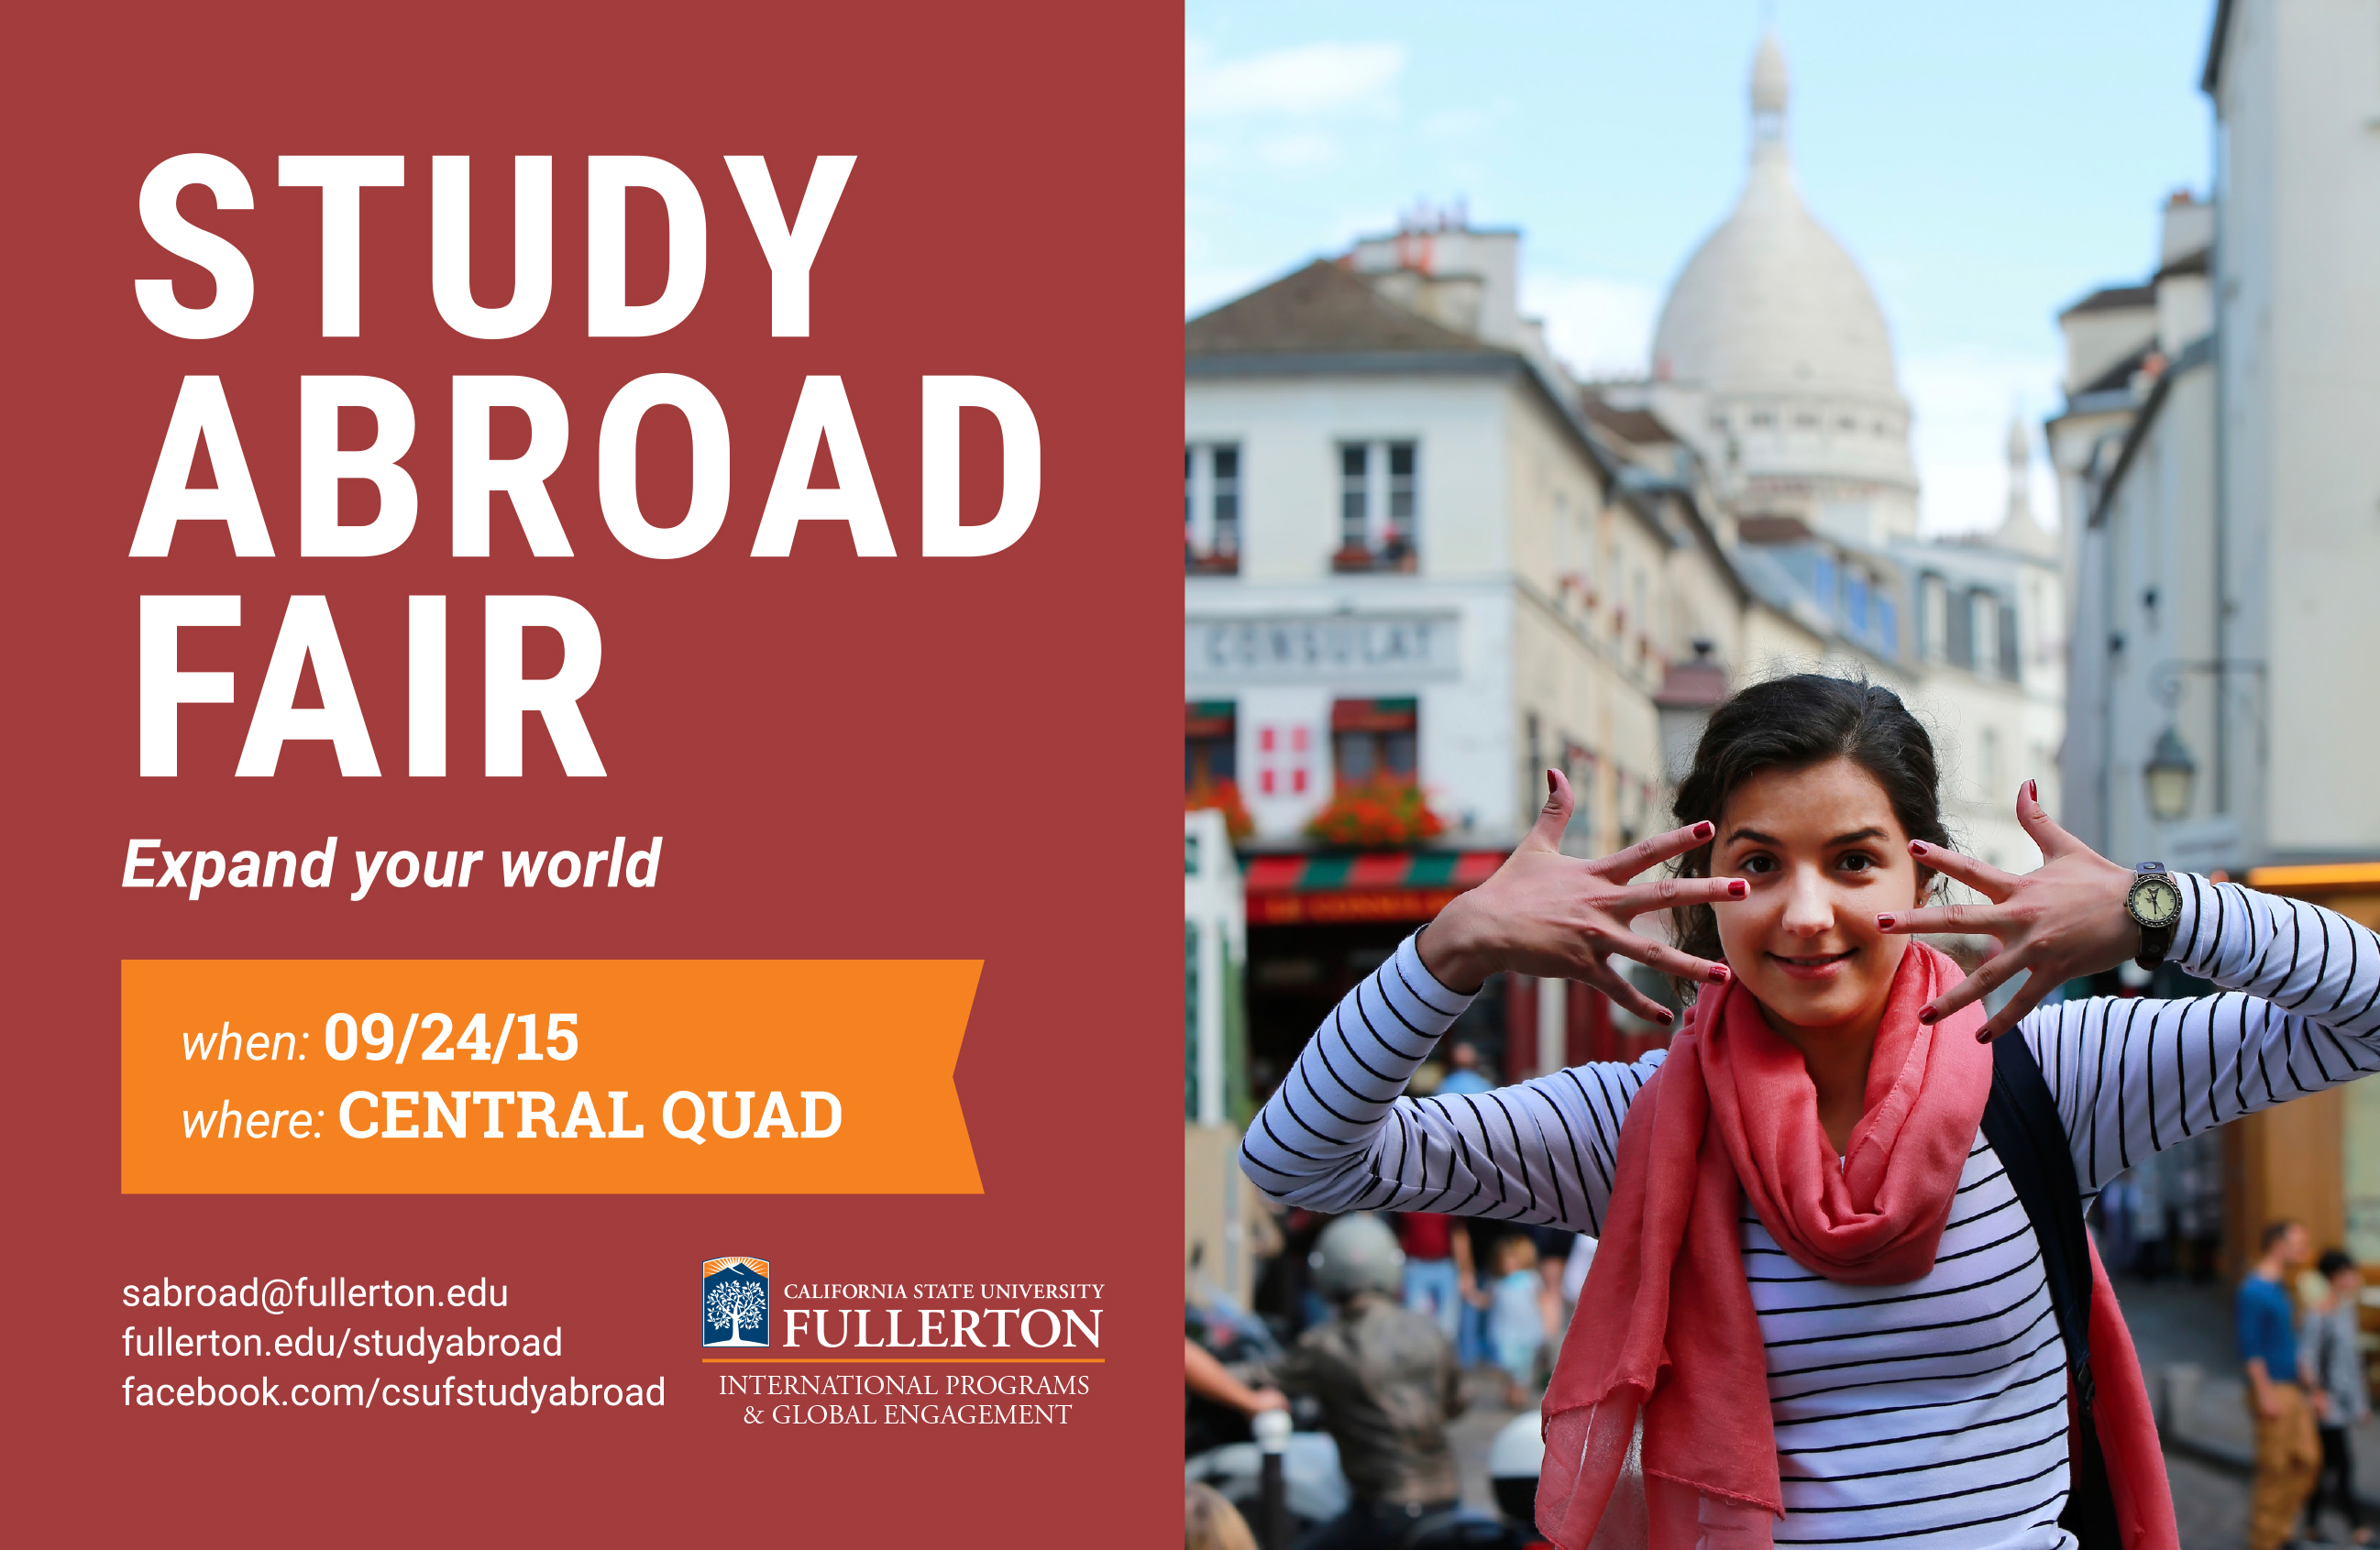 STUDY
ABROAD
FAIR
Expand your world
when: 09/24/15
where: CENTRAL QUAD
sabroad@fullerton.edu
fullerton.edu/studyabroad
facebook.com/csufstudyabroad
CALIFORNIA STATE UNIVERSITY
FULLERTON
INTERNATIONAL PROGRAMS
& GLOBAL ENGAGEMENT
CONSULAT